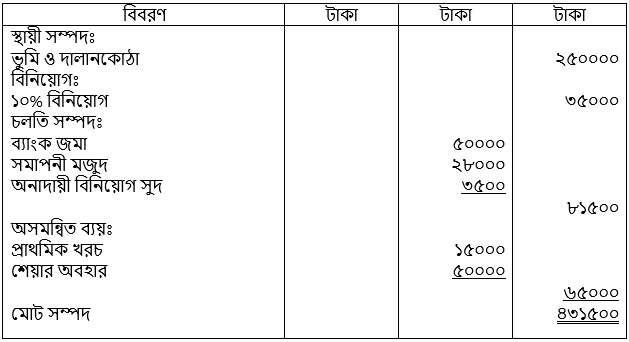 বিবরণ টাকা টাকা টাকা
স্থায়ী সম্পদঃ
ভুমি ও দালানকোঠা ২৫০০০০
বিনিয়োগঃ
১০% বিনিয়োগ ৩৫০০০
চলতি সম্পদঃ
ব্যাংক জমা ৫০০০০
সমাপনী মজুদ ২৮০০০
অনাদায়ী বিনিয়োগ সুদ ৩৫০০
৮১৫০০
অসমন্বিত ব্যয়ঃ
প্রাথমিক খরচ ১৫০০০
শেয়ার অবহার ৫০০০০
৬৫০০০
মোট সম্পদ ৪৩১৫০০